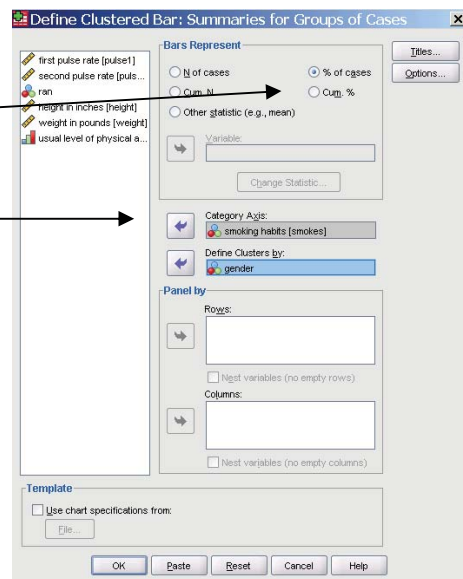 Define Clustered Bar: Summaries for Groups of Cases
first pulse rate [pulse1]
second pulse rate [puls...
ran
height in inches [height]
weight in pounds [weight]
usual level of physical a...
Bars Represent
N of cases
% of cases
Cum. N
Cum. %
Other statistic (e.g., mean)
Variable:
Change Statistic...
Category Axis:
smoking habits [smokes]
Define Clusters by:
gender
Panel by
Rows:
Nest variables (no empty rows)
Columns:
Nest variables (no empty columns)
Titles...
Options...
Template
Use chart specifications from:
File...
OK
Paste
Reset
Cancel
Help